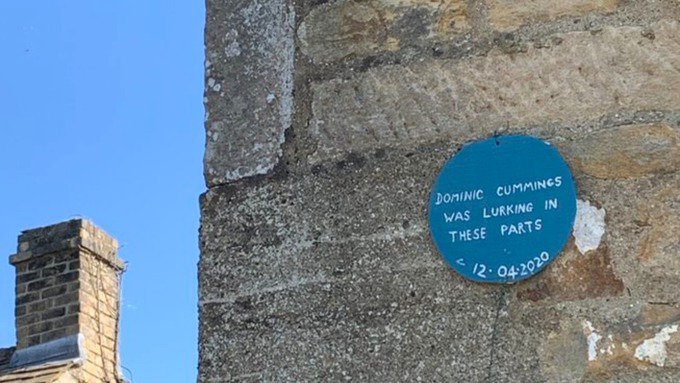 DOMINIC CUMMINGS
WAS LURKING IN
THESE PARTS
c 12.04.2020